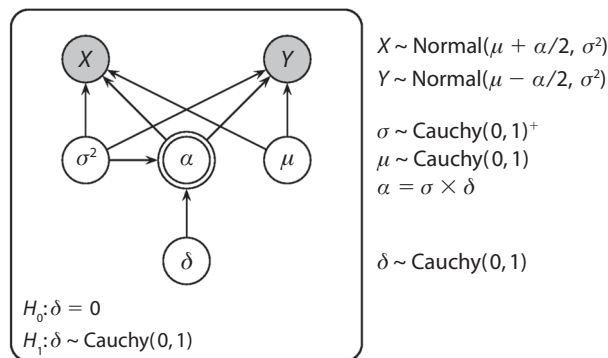 X
Y
σ²
α
μ
δ
H₀: δ = 0
H₁: δ ~ Cauchy(0, 1)
X ~ Normal(μ + α/2, σ²)
Y ~ Normal(μ − α/2, σ²)
σ ~ Cauchy(0, 1)⁺
μ ~ Cauchy(0, 1)
α = σ × δ
δ ~ Cauchy(0, 1)